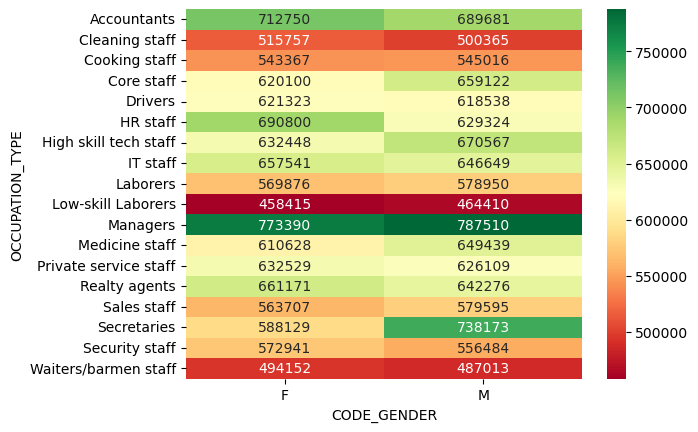 OCCUPATION_TYPE
Accountants 712750 689681
Cleaning staff 515757 500365
Cooking staff 543367 545016
Core staff 620100 659122
Drivers 621323 618538
HR staff 690800 629324
High skill tech staff 632448 670567
IT staff 657541 646649
Laborers 569876 578950
Low-skill Laborers 458415 464410
Managers 773390 787510
Medicine staff 610628 649439
Private service staff 632529 626109
Realty agents 661171 642276
Sales staff 563707 579595
Secretaries 588129 738173
Security staff 572941 556484
Waiters/barmen staff 494152 487013
F M
CODE_GENDER
750000
700000
650000
600000
550000
500000